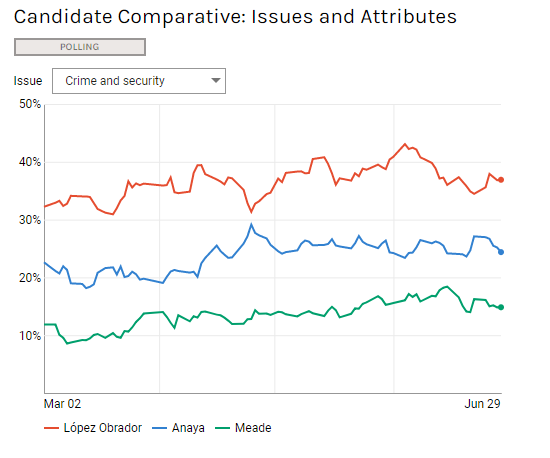 Candidate Comparative: Issues and Attributes
POLLING
Issue Crime and security
50%
40%
30%
20%
10%
Mar 02 Jun 29
López Obrador Anaya Meade